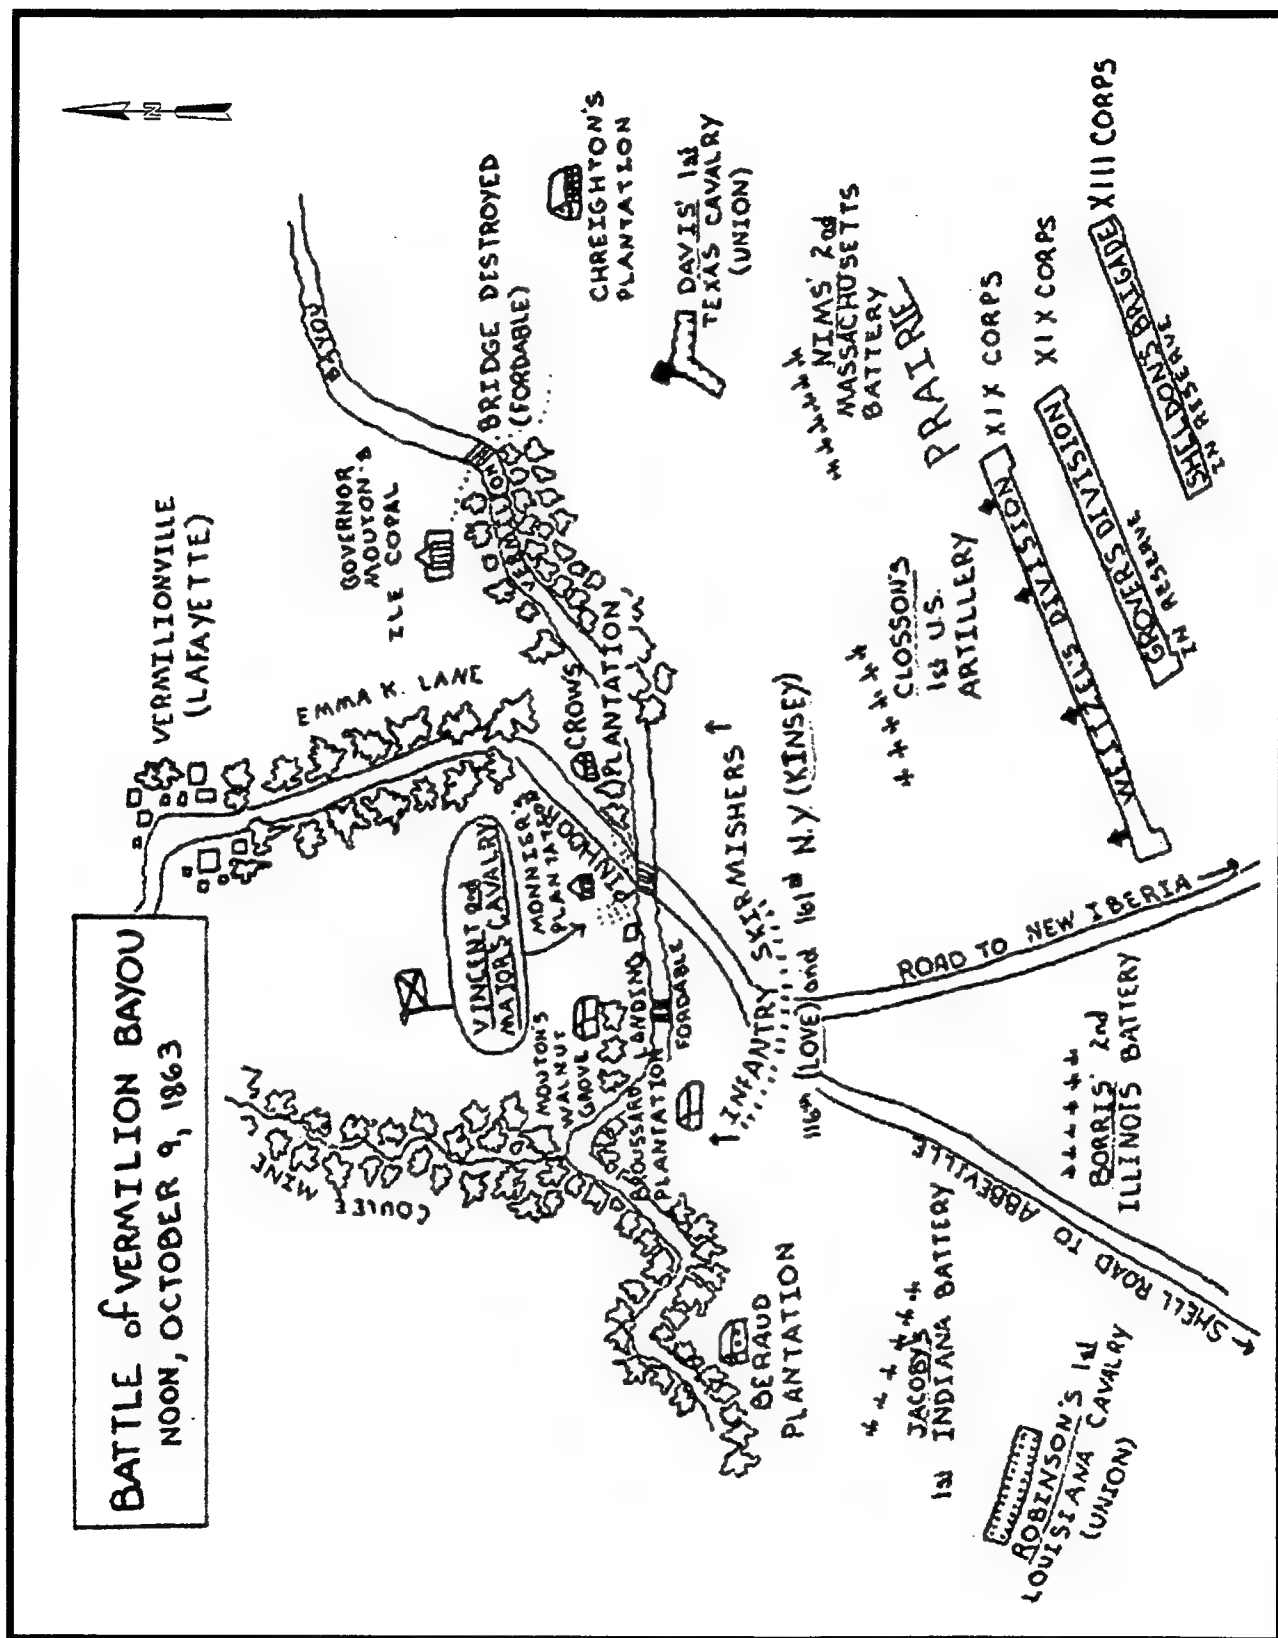 BATTLE of VERMILION BAYOU
NOON, OCTOBER 9, 1863
VERMILIONVILLE
(LAFAYETTE)
N
EMMA K. LANE
GOVERNOR
MOUTON'S
ILE COPAL
BAYOU
VERMILION
BRIDGE DESTROYED
(FORDABLE)
CHREIGHTON'S
PLANTATION
COULEE MINE
VINCENT and
MAJOR'S CAVALRY
MONNIER'S
PLANTATION
PINHOOK
CROWS
PLANTATION
MOUTON'S
WALNUT
GROVE
BROUSSARD
PLANTATION
LANDING
FORDABLE
DAVIS' 1st
TEXAS CAVALRY
(UNION)
BERAUD
PLANTATION
INFANTRY SKIRMISHERS
116th (LOVE) and 161st N.Y. (KINSEY)
NIMS' 2nd
MASSACHUSETTS
BATTERY
PRAIRIE
CLOSSON'S
1st U.S.
ARTILLERY
JACOBY'S
1st INDIANA BATTERY
ROAD TO NEW IBERIA
SHELL ROAD TO ABBEVILLE
BORRIS' 2nd
ILLINOIS BATTERY
ROBINSON'S 1st
LOUISIANA CAVALRY
(UNION)
WEITZEL'S DIVISION XIX CORPS
GROVER'S DIVISION XIX CORPS
IN RESERVE
SHELDON'S BRIGADE XIII CORPS
IN RESERVE